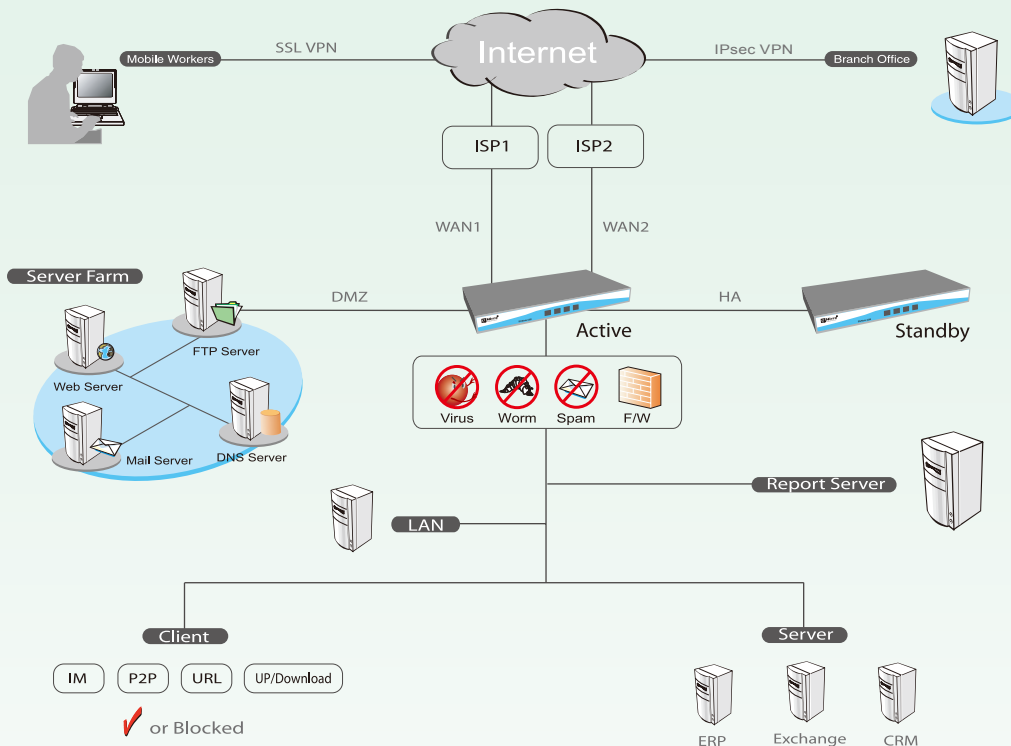 Internet
SSL VPN
IPsec VPN
Mobile Workers
Branch Office
ISP1
ISP2
WAN1
WAN2
Server Farm
DMZ
HA
Active
Standby
FTP Server
Web Server
Mail Server
DNS Server
Virus
Worm
Spam
F/W
Report Server
LAN
Client
Server
IM
P2P
URL
UP/Download
or Blocked
ERP
Exchange
CRM